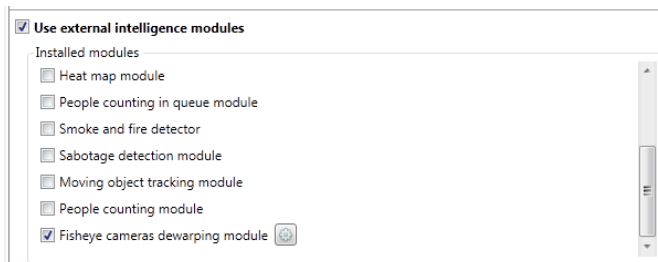 Use external intelligence modules
Installed modules
Heat map module
People counting in queue module
Smoke and fire detector
Sabotage detection module
Moving object tracking module
People counting module
Fisheye cameras dewarping module